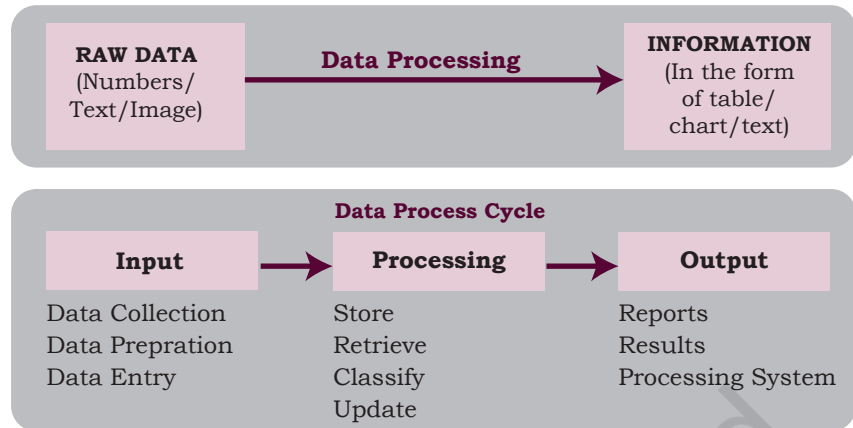 RAW DATA
(Numbers/
Text/Image)
Data Processing
INFORMATION
(In the form
of table/
chart/text)
Data Process Cycle
Input
Processing
Output
Data Collection
Data Prepration
Data Entry
Store
Retrieve
Classify
Update
Reports
Results
Processing System